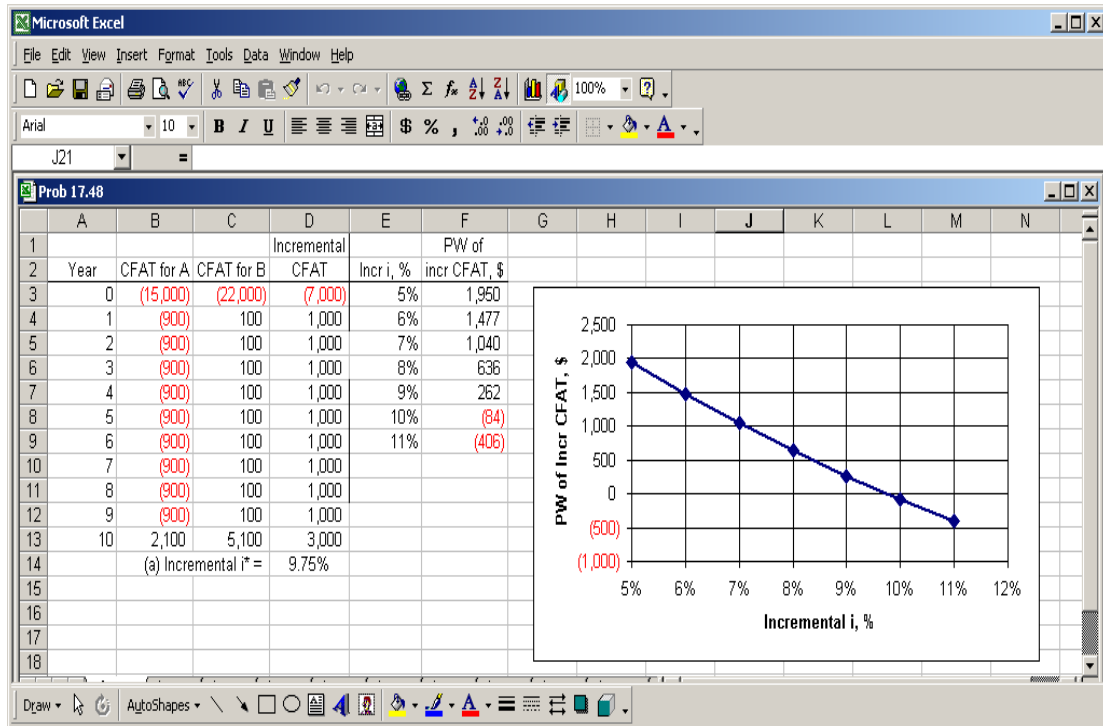 Microsoft Excel
File Edit View Insert Format Tools Data Window Help
100%
Arial 10 B I U $ % ,
J21 =
Prob 17.48
A B C D E F G H I J K L M N
1 Incremental PW of
2 Year CFAT for A CFAT for B CFAT Incr i, % incr CFAT, $
3 0 (15,000) (22,000) (7,000) 5% 1,950
4 1 (900) 100 1,000 6% 1,477
5 2 (900) 100 1,000 7% 1,040
6 3 (900) 100 1,000 8% 636
7 4 (900) 100 1,000 9% 262
8 5 (900) 100 1,000 10% (84)
9 6 (900) 100 1,000 11% (406)
10 7 (900) 100 1,000
11 8 (900) 100 1,000
12 9 (900) 100 1,000
13 10 2,100 5,100 3,000
14 (a) Incremental i* = 9.75%
15
16
17
18
PW of Incr CFAT, $
2,500
2,000
1,500
1,000
500
0
(500)
(1,000)
5% 6% 7% 8% 9% 10% 11% 12%
Incremental i, %
Draw AutoShapes